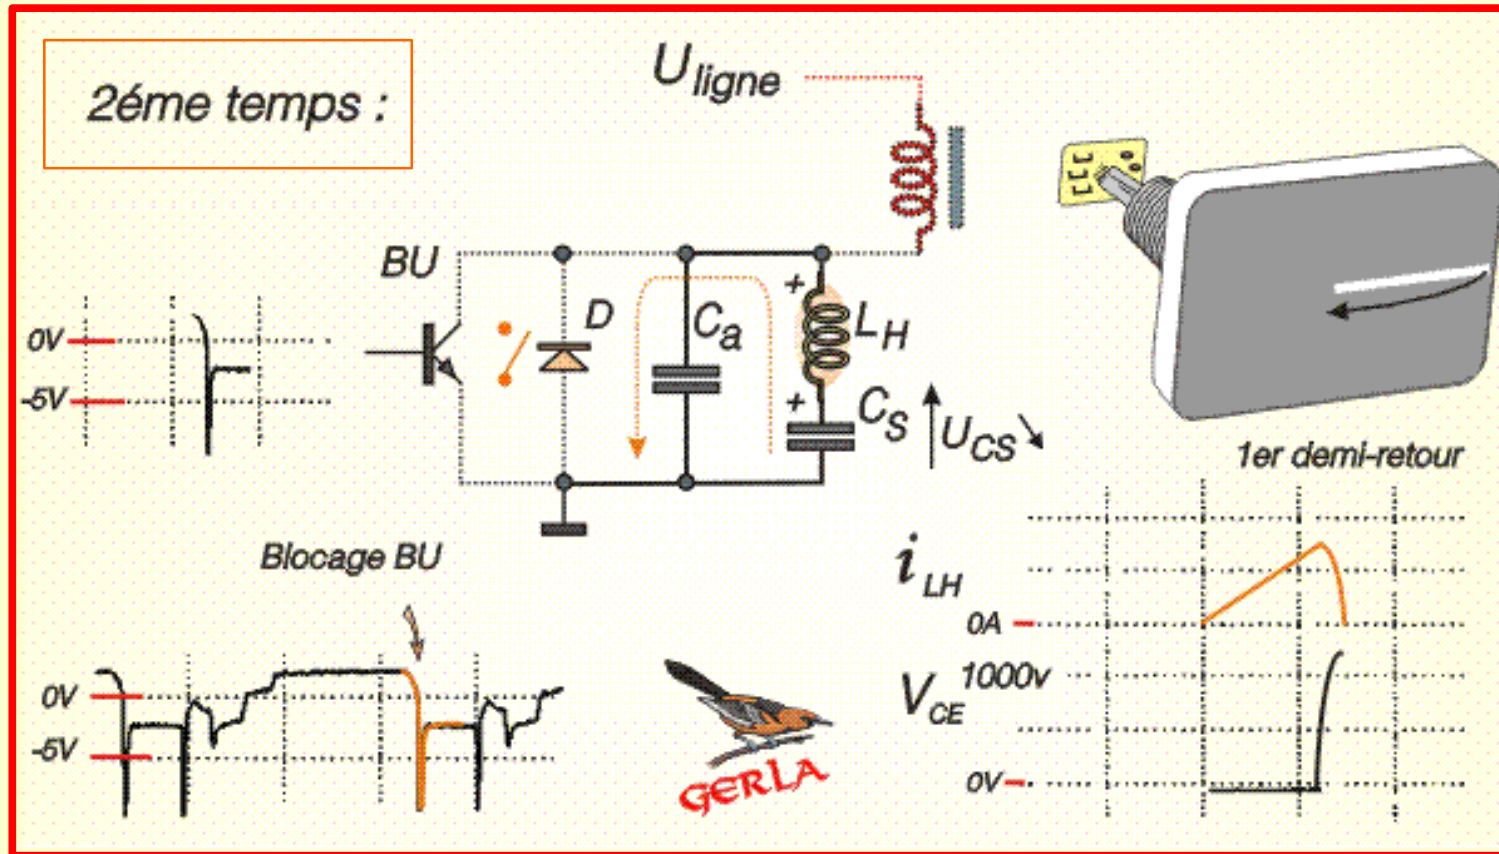 2éme temps :
U ligne
BU
D
Ca
LH
0V
-5V
+
+
CS
UCS
1er demi-retour
Blocage BU
i LH
0A
0V
-5V
VCE
1000v
0V
GERLA